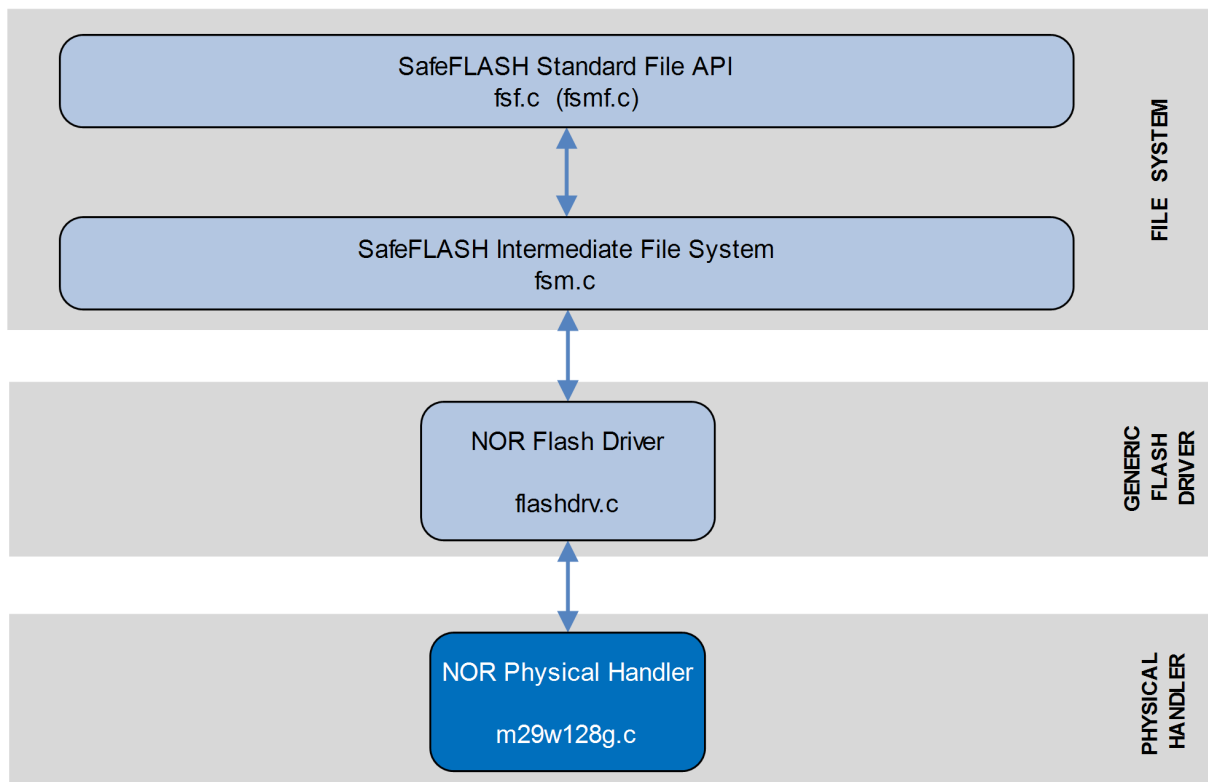 SafeFLASH Standard File API
fsf.c  (fsmf.c)
SafeFLASH Intermediate File System
fsm.c
FILE SYSTEM
NOR Flash Driver
flashdrv.c
GENERIC
FLASH
DRIVER
NOR Physical Handler
m29w128g.c
PHYSICAL
HANDLER